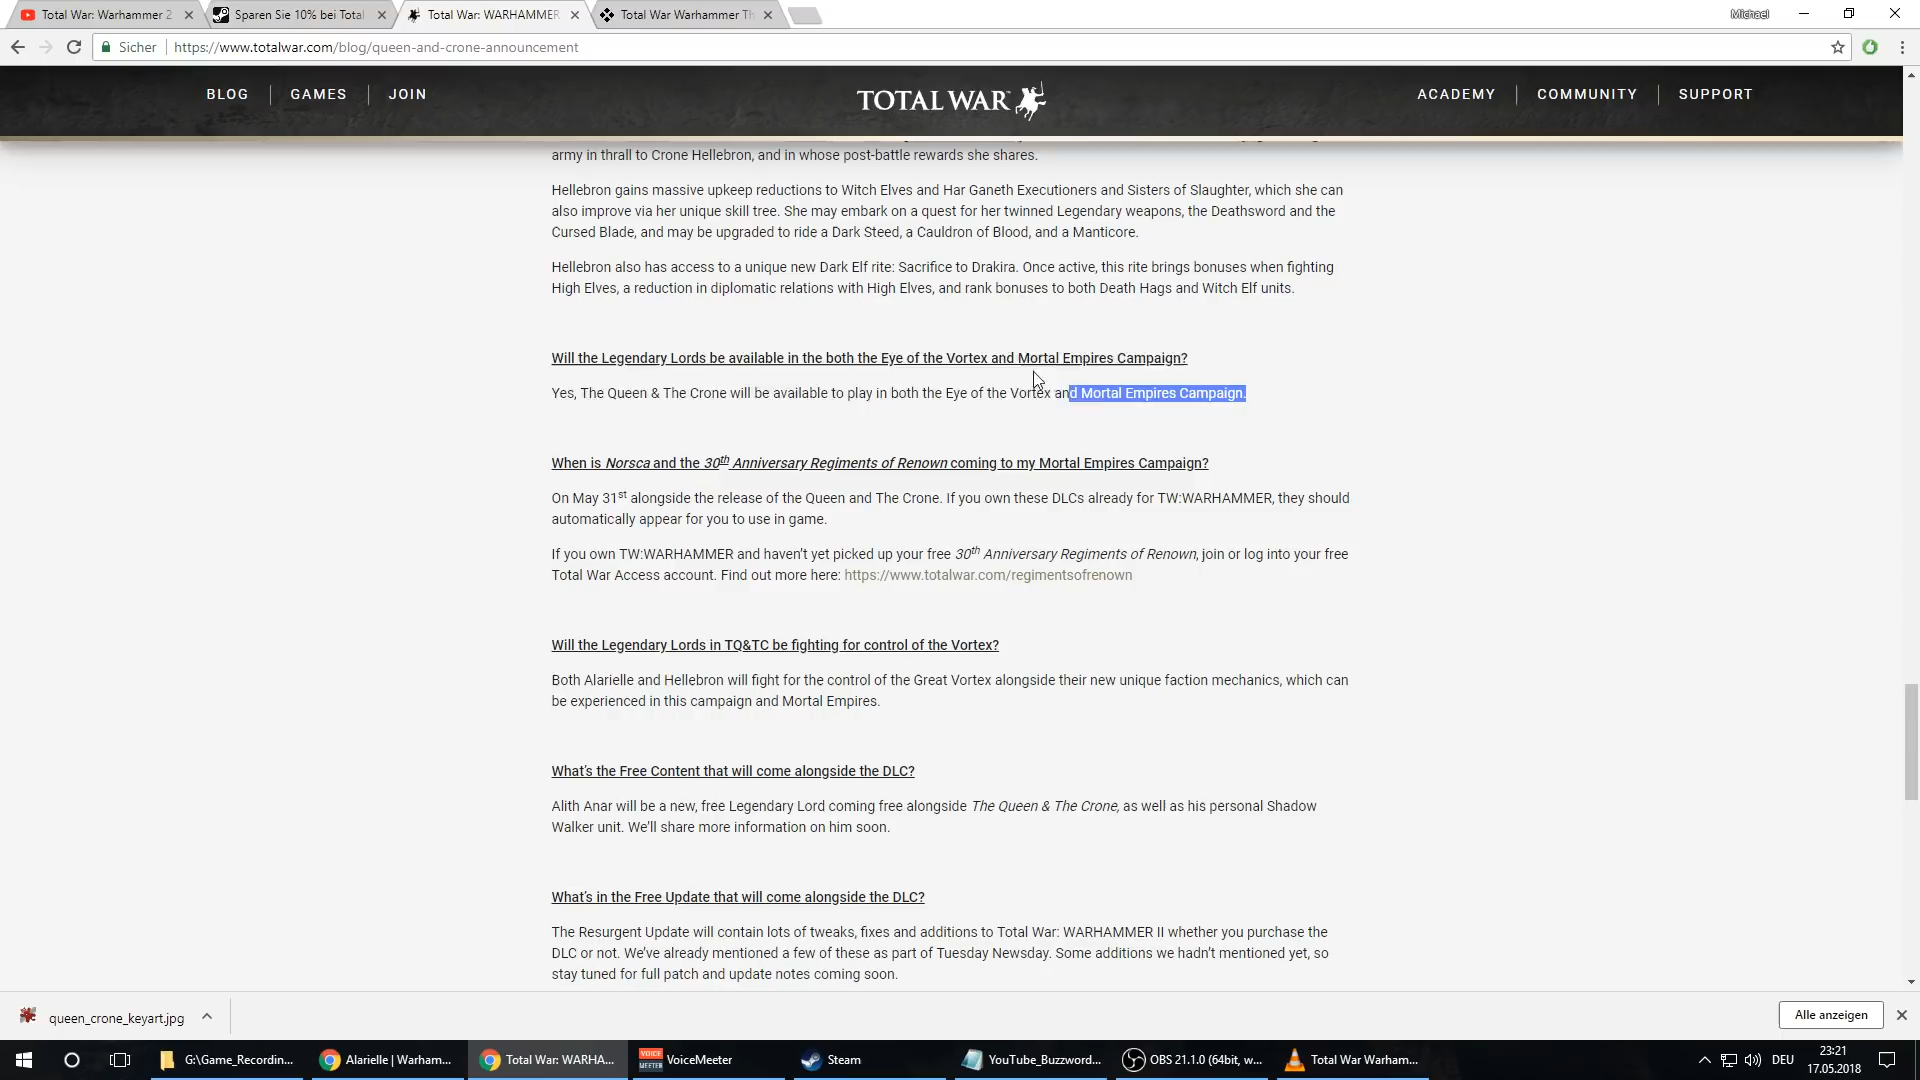 Total War: Warhammer 2
Sparen Sie 10% bei Total
Total War: WARHAMMER
Total War Warhammer Th
Michael
Sicher
https://www.totalwar.com/blog/queen-and-crone-announcement
BLOG
GAMES
JOIN
TOTAL WAR
ACADEMY
COMMUNITY
SUPPORT
army in thrall to Crone Hellebron, and in whose post-battle rewards she shares.
Hellebron gains massive upkeep reductions to Witch Elves and Har Ganeth Executioners and Sisters of Slaughter, which she can
also improve via her unique skill tree. She may embark on a quest for her twinned Legendary weapons, the Deathsword and the
Cursed Blade, and may be upgraded to ride a Dark Steed, a Cauldron of Blood, and a Manticore.
Hellebron also has access to a unique new Dark Elf rite: Sacrifice to Drakira. Once active, this rite brings bonuses when fighting
High Elves, a reduction in diplomatic relations with High Elves, and rank bonuses to both Death Hags and Witch Elf units.
Will the Legendary Lords be available in the both the Eye of the Vortex and Mortal Empires Campaign?
Yes, The Queen & The Crone will be available to play in both the Eye of the Vortex and Mortal Empires Campaign.
When is Norsca and the 30th Anniversary Regiments of Renown coming to my Mortal Empires Campaign?
On May 31st alongside the release of the Queen and The Crone. If you own these DLCs already for TW:WARHAMMER, they should
automatically appear for you to use in game.
If you own TW:WARHAMMER and haven't yet picked up your free 30th Anniversary Regiments of Renown, join or log into your free
Total War Access account. Find out more here: https://www.totalwar.com/regimentsofrenown
Will the Legendary Lords in TQ&TC be fighting for control of the Vortex?
Both Alarielle and Hellebron will fight for the control of the Great Vortex alongside their new unique faction mechanics, which can
be experienced in this campaign and Mortal Empires.
What's the Free Content that will come alongside the DLC?
Alith Anar will be a new, free Legendary Lord coming free alongside The Queen & The Crone, as well as his personal Shadow
Walker unit. We'll share more information on him soon.
What's in the Free Update that will come alongside the DLC?
The Resurgent Update will contain lots of tweaks, fixes and additions to Total War: WARHAMMER II whether you purchase the
DLC or not. We've already mentioned a few of these as part of Tuesday Newsday. Some additions we hadn't mentioned yet, so
stay tuned for full patch and update notes coming soon.
queen_crone_keyart.jpg
Alle anzeigen
G:\Game_Recordin...
Alarielle | Warham...
Total War: WARHA...
VOICE MEETER
VoiceMeeter
Steam
YouTube_Buzzword...
OBS 21.1.0 (64bit, w...
Total War Warham...
DEU
23:21
17.05.2018